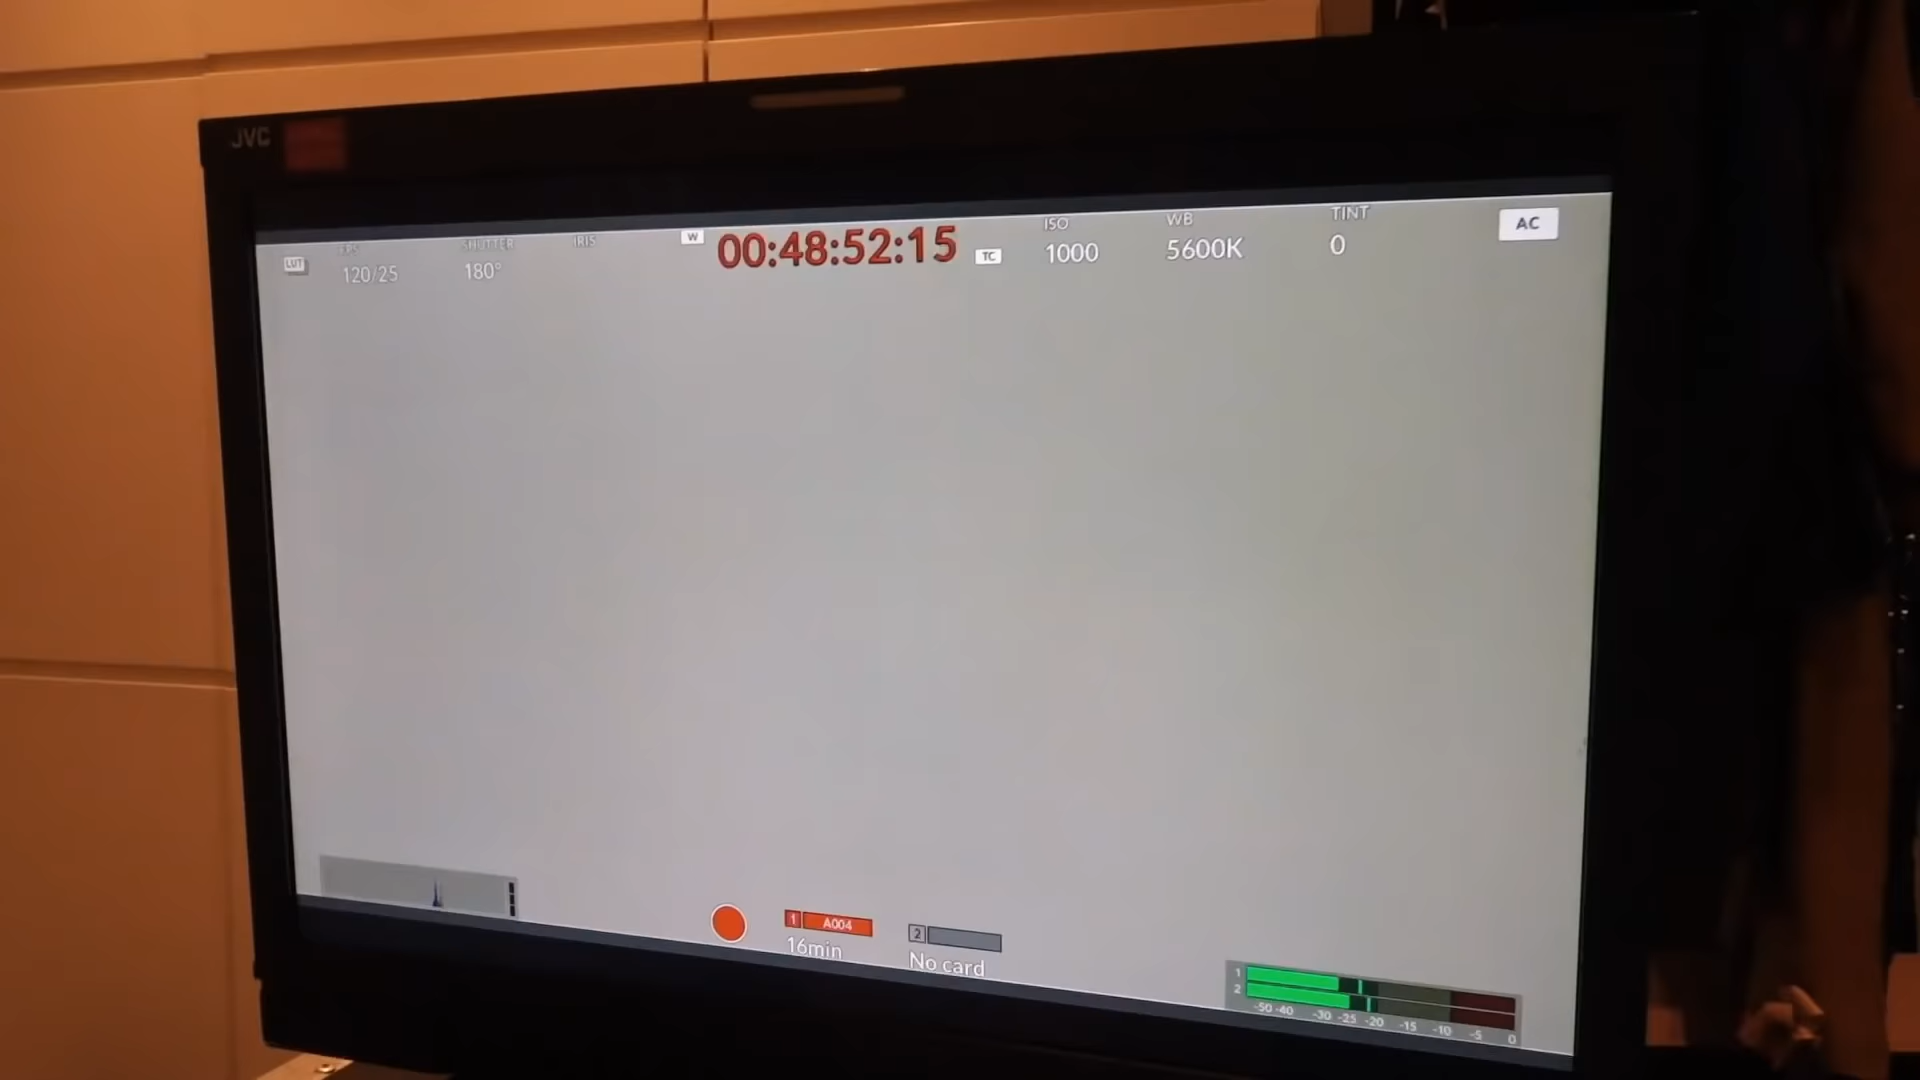 JVC
LUT
FPS
120/25
SHUTTER
180°
IRIS
W
00:48:52:15
TC
ISO
1000
WB
5600K
TINT
0
AC
1 A004
16min
2
No card
1
2
-50 -40 -30 -25 -20 -15 -10 -5 0